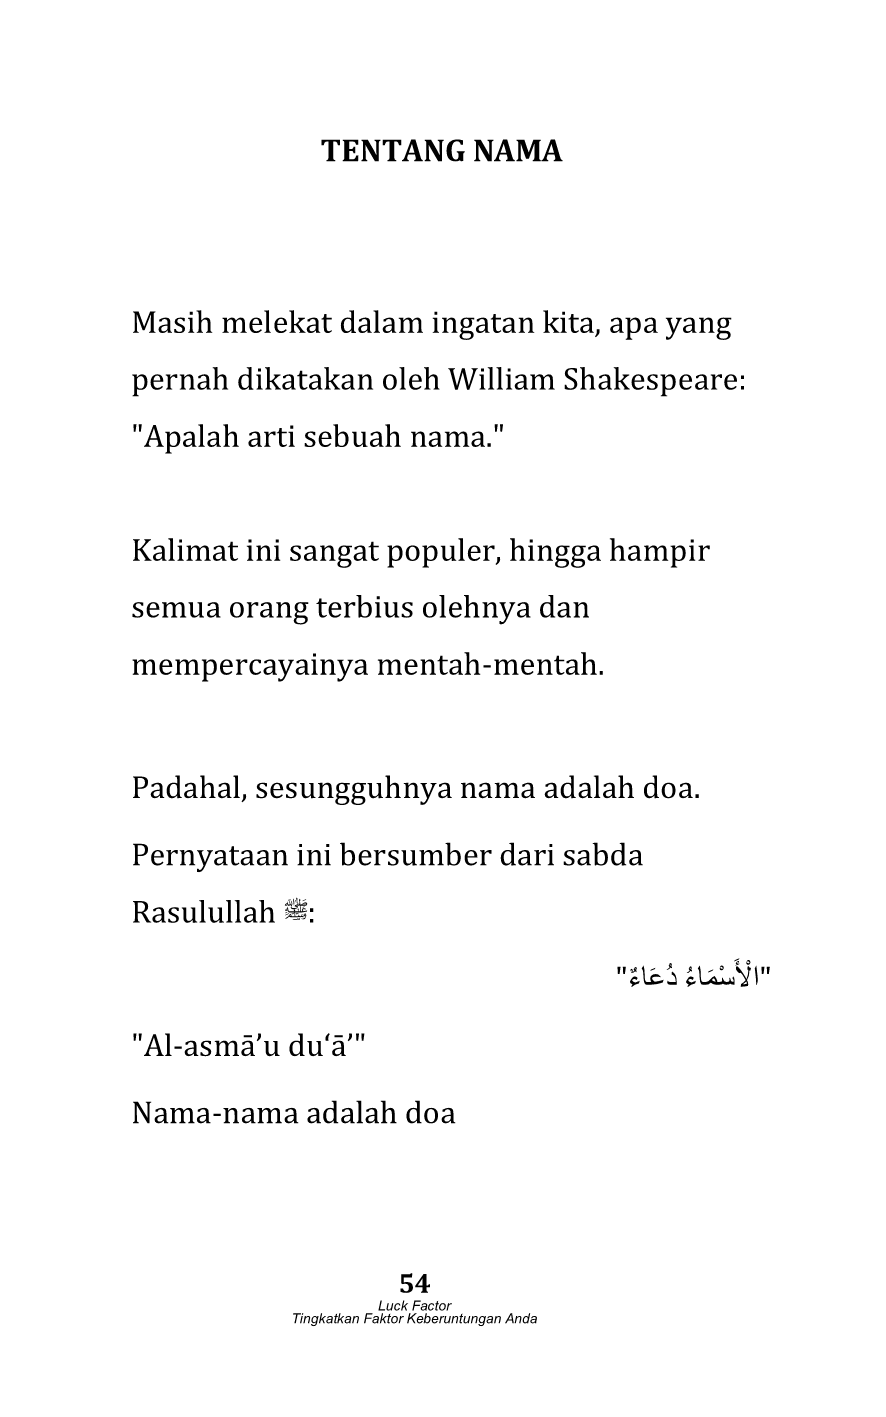 TENTANG NAMA
Masih melekat dalam ingatan kita, apa yang
pernah dikatakan oleh William Shakespeare:
"Apalah arti sebuah nama."
Kalimat ini sangat populer, hingga hampir
semua orang terbius olehnya dan
mempercayainya mentah-mentah.
Padahal, sesungguhnya nama adalah doa.
Pernyataan ini bersumber dari sabda
Rasulullah ﷺ:
"الْأَسْمَاءُ دُعَاءٌ"
"Al-asmā’u du‘ā’"
Nama-nama adalah doa
54
Luck Factor
Tingkatkan Faktor Keberuntungan Anda